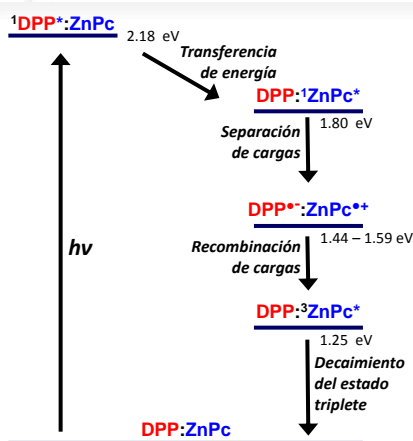 ¹DPP*:ZnPc
2.18 eV
Transferencia
de energía
DPP:¹ZnPc*
1.80 eV
Separación
de cargas
DPP•-:ZnPc•+
1.44 – 1.59 eV
Recombinación
de cargas
hν
DPP:³ZnPc*
1.25 eV
Decaimiento
del estado
triplete
DPP:ZnPc